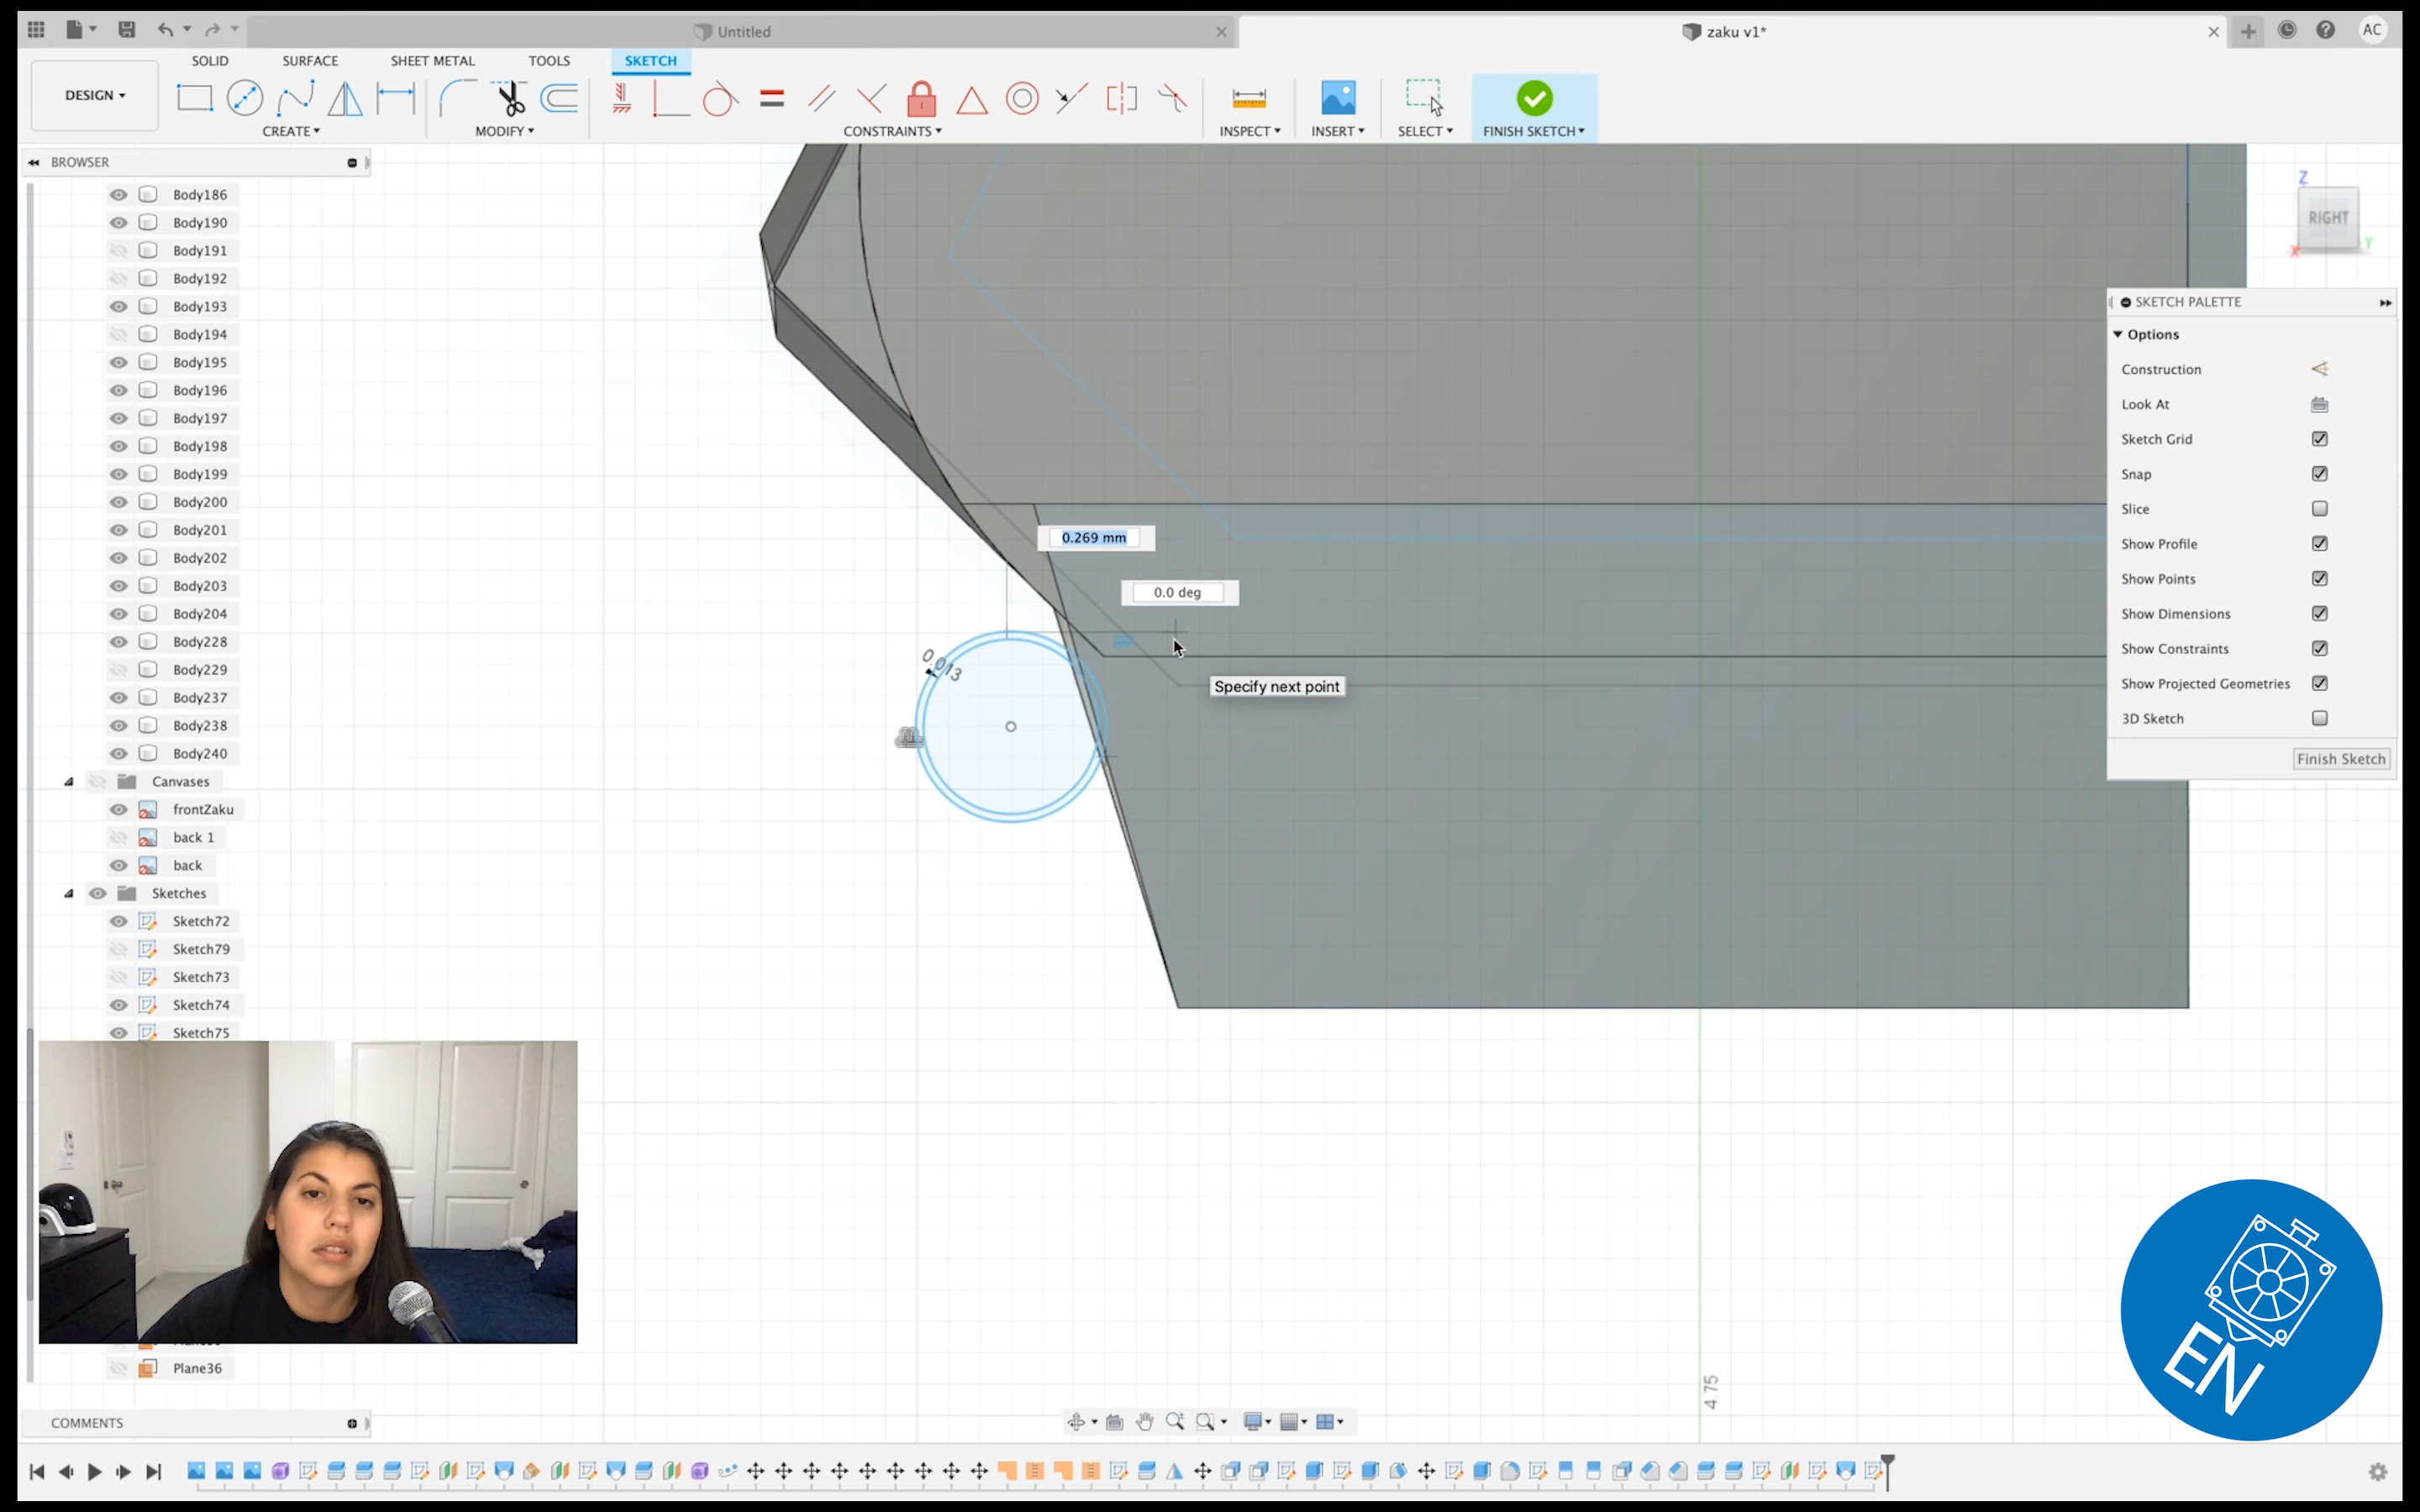 Untitled
zaku v1*
AC
DESIGN
SOLID
SURFACE
SHEET METAL
TOOLS
SKETCH
CREATE
MODIFY
CONSTRAINTS
INSPECT
INSERT
SELECT
FINISH SKETCH
BROWSER
Body186
Body190
Body191
Body192
Body193
Body194
Body195
Body196
Body197
Body198
Body199
Body200
Body201
Body202
Body203
Body204
Body228
Body229
Body237
Body238
Body240
Canvases
frontZaku
back 1
back
Sketches
Sketch72
Sketch79
Sketch73
Sketch74
Sketch75
Plane36
COMMENTS
0.269 mm
0.0 deg
0.013
Specify next point
4.75
Z
RIGHT
X
Y
SKETCH PALETTE
Options
Construction
Look At
Sketch Grid
Snap
Slice
Show Profile
Show Points
Show Dimensions
Show Constraints
Show Projected Geometries
3D Sketch
Finish Sketch
EN